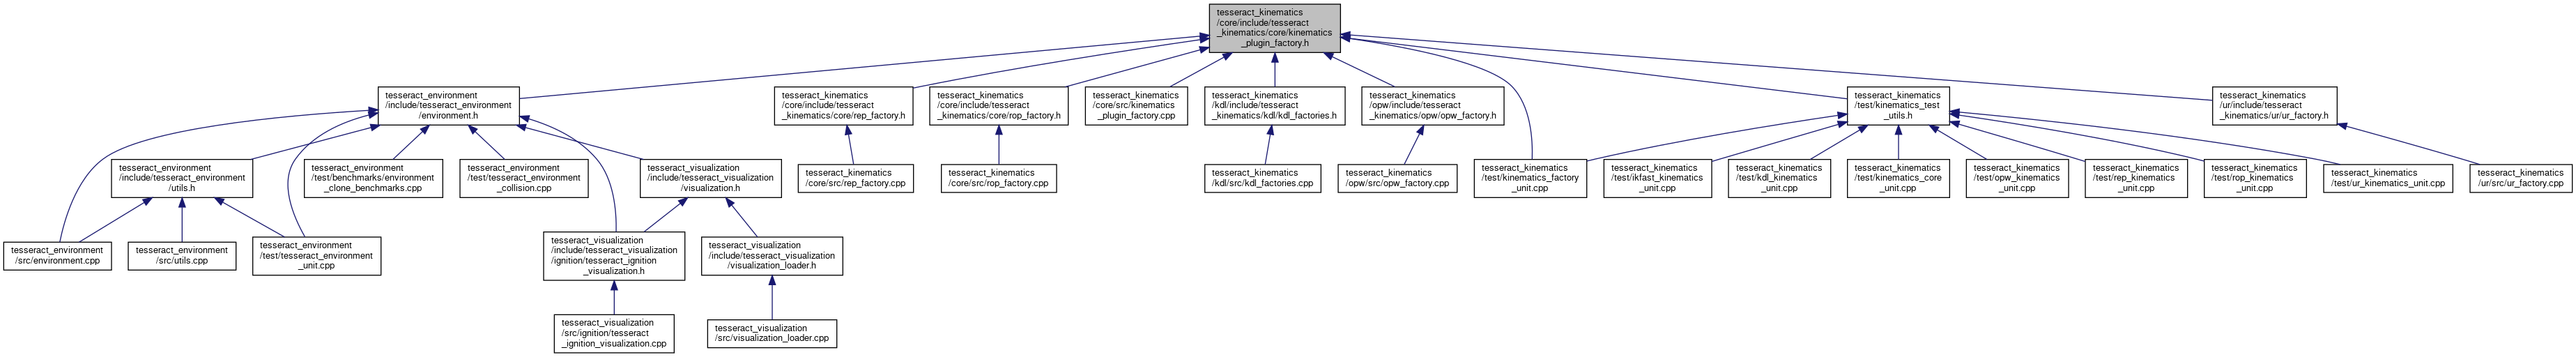 tesseract_kinematics
/core/include/tesseract
_kinematics/core/kinematics
_plugin_factory.h
tesseract_environment
/include/tesseract_environment
/environment.h
tesseract_kinematics
/core/include/tesseract
_kinematics/core/rep_factory.h
tesseract_kinematics
/core/include/tesseract
_kinematics/core/rop_factory.h
tesseract_kinematics
/core/src/kinematics
_plugin_factory.cpp
tesseract_kinematics
/kdl/include/tesseract
_kinematics/kdl/kdl_factories.h
tesseract_kinematics
/opw/include/tesseract
_kinematics/opw/opw_factory.h
tesseract_kinematics
/test/kinematics_test
_utils.h
tesseract_kinematics
/ur/include/tesseract
_kinematics/ur/ur_factory.h
tesseract_environment
/include/tesseract_environment
/utils.h
tesseract_environment
/test/benchmarks/environment
_clone_benchmarks.cpp
tesseract_environment
/test/tesseract_environment
_collision.cpp
tesseract_visualization
/include/tesseract_visualization
/visualization.h
tesseract_kinematics
/core/src/rep_factory.cpp
tesseract_kinematics
/core/src/rop_factory.cpp
tesseract_kinematics
/kdl/src/kdl_factories.cpp
tesseract_kinematics
/opw/src/opw_factory.cpp
tesseract_kinematics
/test/kinematics_factory
_unit.cpp
tesseract_kinematics
/test/ikfast_kinematics
_unit.cpp
tesseract_kinematics
/test/kdl_kinematics
_unit.cpp
tesseract_kinematics
/test/kinematics_core
_unit.cpp
tesseract_kinematics
/test/opw_kinematics
_unit.cpp
tesseract_kinematics
/test/rep_kinematics
_unit.cpp
tesseract_kinematics
/test/rop_kinematics
_unit.cpp
tesseract_kinematics
/test/ur_kinematics_unit.cpp
tesseract_kinematics
/ur/src/ur_factory.cpp
tesseract_environment
/src/environment.cpp
tesseract_environment
/src/utils.cpp
tesseract_environment
/test/tesseract_environment
_unit.cpp
tesseract_visualization
/include/tesseract_visualization
/ignition/tesseract_ignition
_visualization.h
tesseract_visualization
/include/tesseract_visualization
/visualization_loader.h
tesseract_visualization
/src/ignition/tesseract
_ignition_visualization.cpp
tesseract_visualization
/src/visualization_loader.cpp